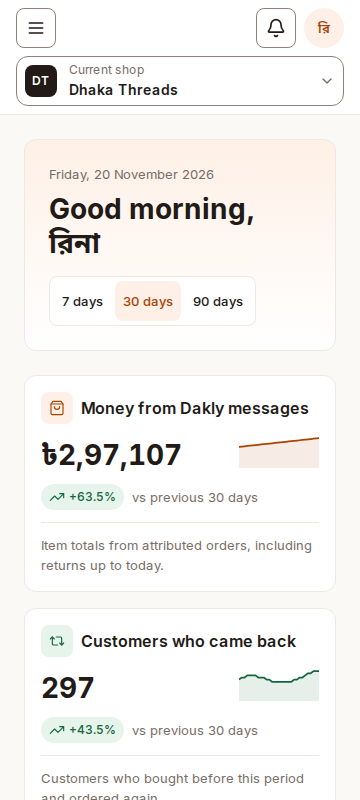 রি
DT
Current shop
Dhaka Threads
Friday, 20 November 2026
Good morning,
রিনা
7 days
30 days
90 days
Money from Dakly messages
৳2,97,107
+63.5%
vs previous 30 days
Item totals from attributed orders, including
returns up to today.
Customers who came back
297
+43.5%
vs previous 30 days
Customers who bought before this period
and ordered again